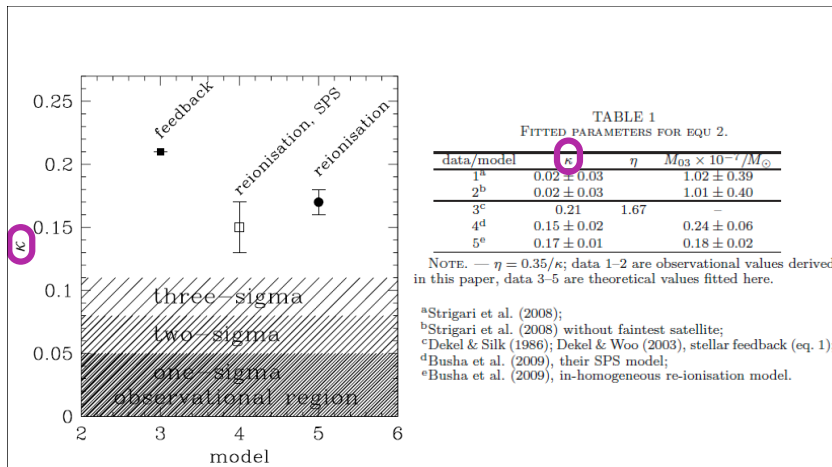 0.25
0.2
0.15
0.1
0.05
0
κ
feedback
reionisation, SPS
reionisation
three-sigma
two-sigma
one-sigma
observational region
2 3 4 5 6
model
TABLE 1
FITTED PARAMETERS FOR EQU 2.
data/model κ η M03 × 10^−7/M⊙
1^a 0.02 ± 0.03 1.02 ± 0.39
2^b 0.02 ± 0.03 1.01 ± 0.40
3^c 0.21 1.67 –
4^d 0.15 ± 0.02 0.24 ± 0.06
5^e 0.17 ± 0.01 0.18 ± 0.02
NOTE. — η = 0.35/κ; data 1–2 are observational values derived
in this paper, data 3–5 are theoretical values fitted here.
^aStrigari et al. (2008);
^bStrigari et al. (2008) without faintest satellite;
^cDekel & Silk (1986); Dekel & Woo (2003), stellar feedback (eq. 1);
^dBusha et al. (2009), their SPS model;
^eBusha et al. (2009), in-homogeneous re-ionisation model.